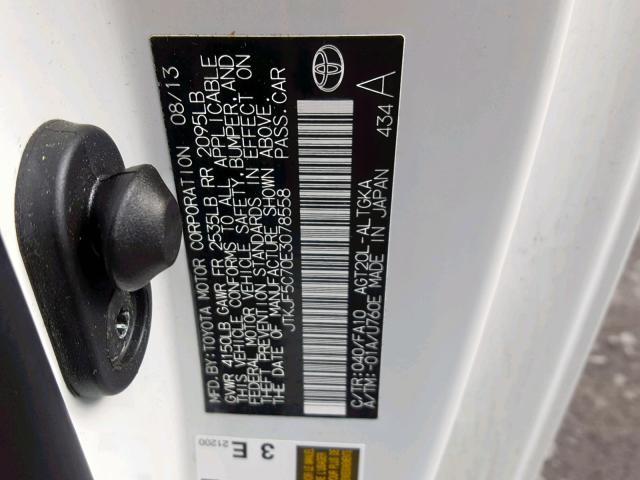 MFD.BY: TOYOTA MOTOR CORPORATION 08/13
GVWR 4150LB GAWR FR 2535LB RR 2095LB
THIS VEHICLE CONFORMS TO ALL APPLICABLE
FEDERAL MOTOR VEHICLE SAFETY, BUMPER, AND
THEFT PREVENTION STANDARDS IN EFFECT ON
THE DATE OF MANUFACTURE SHOWN ABOVE.
JTKJF5C70E3078558 PASS.CAR
C/TR:040/FA10 AGT20L-ALTGKA
A/TM:-01A/U760E MADE IN JAPAN 434 A
3 E
21200